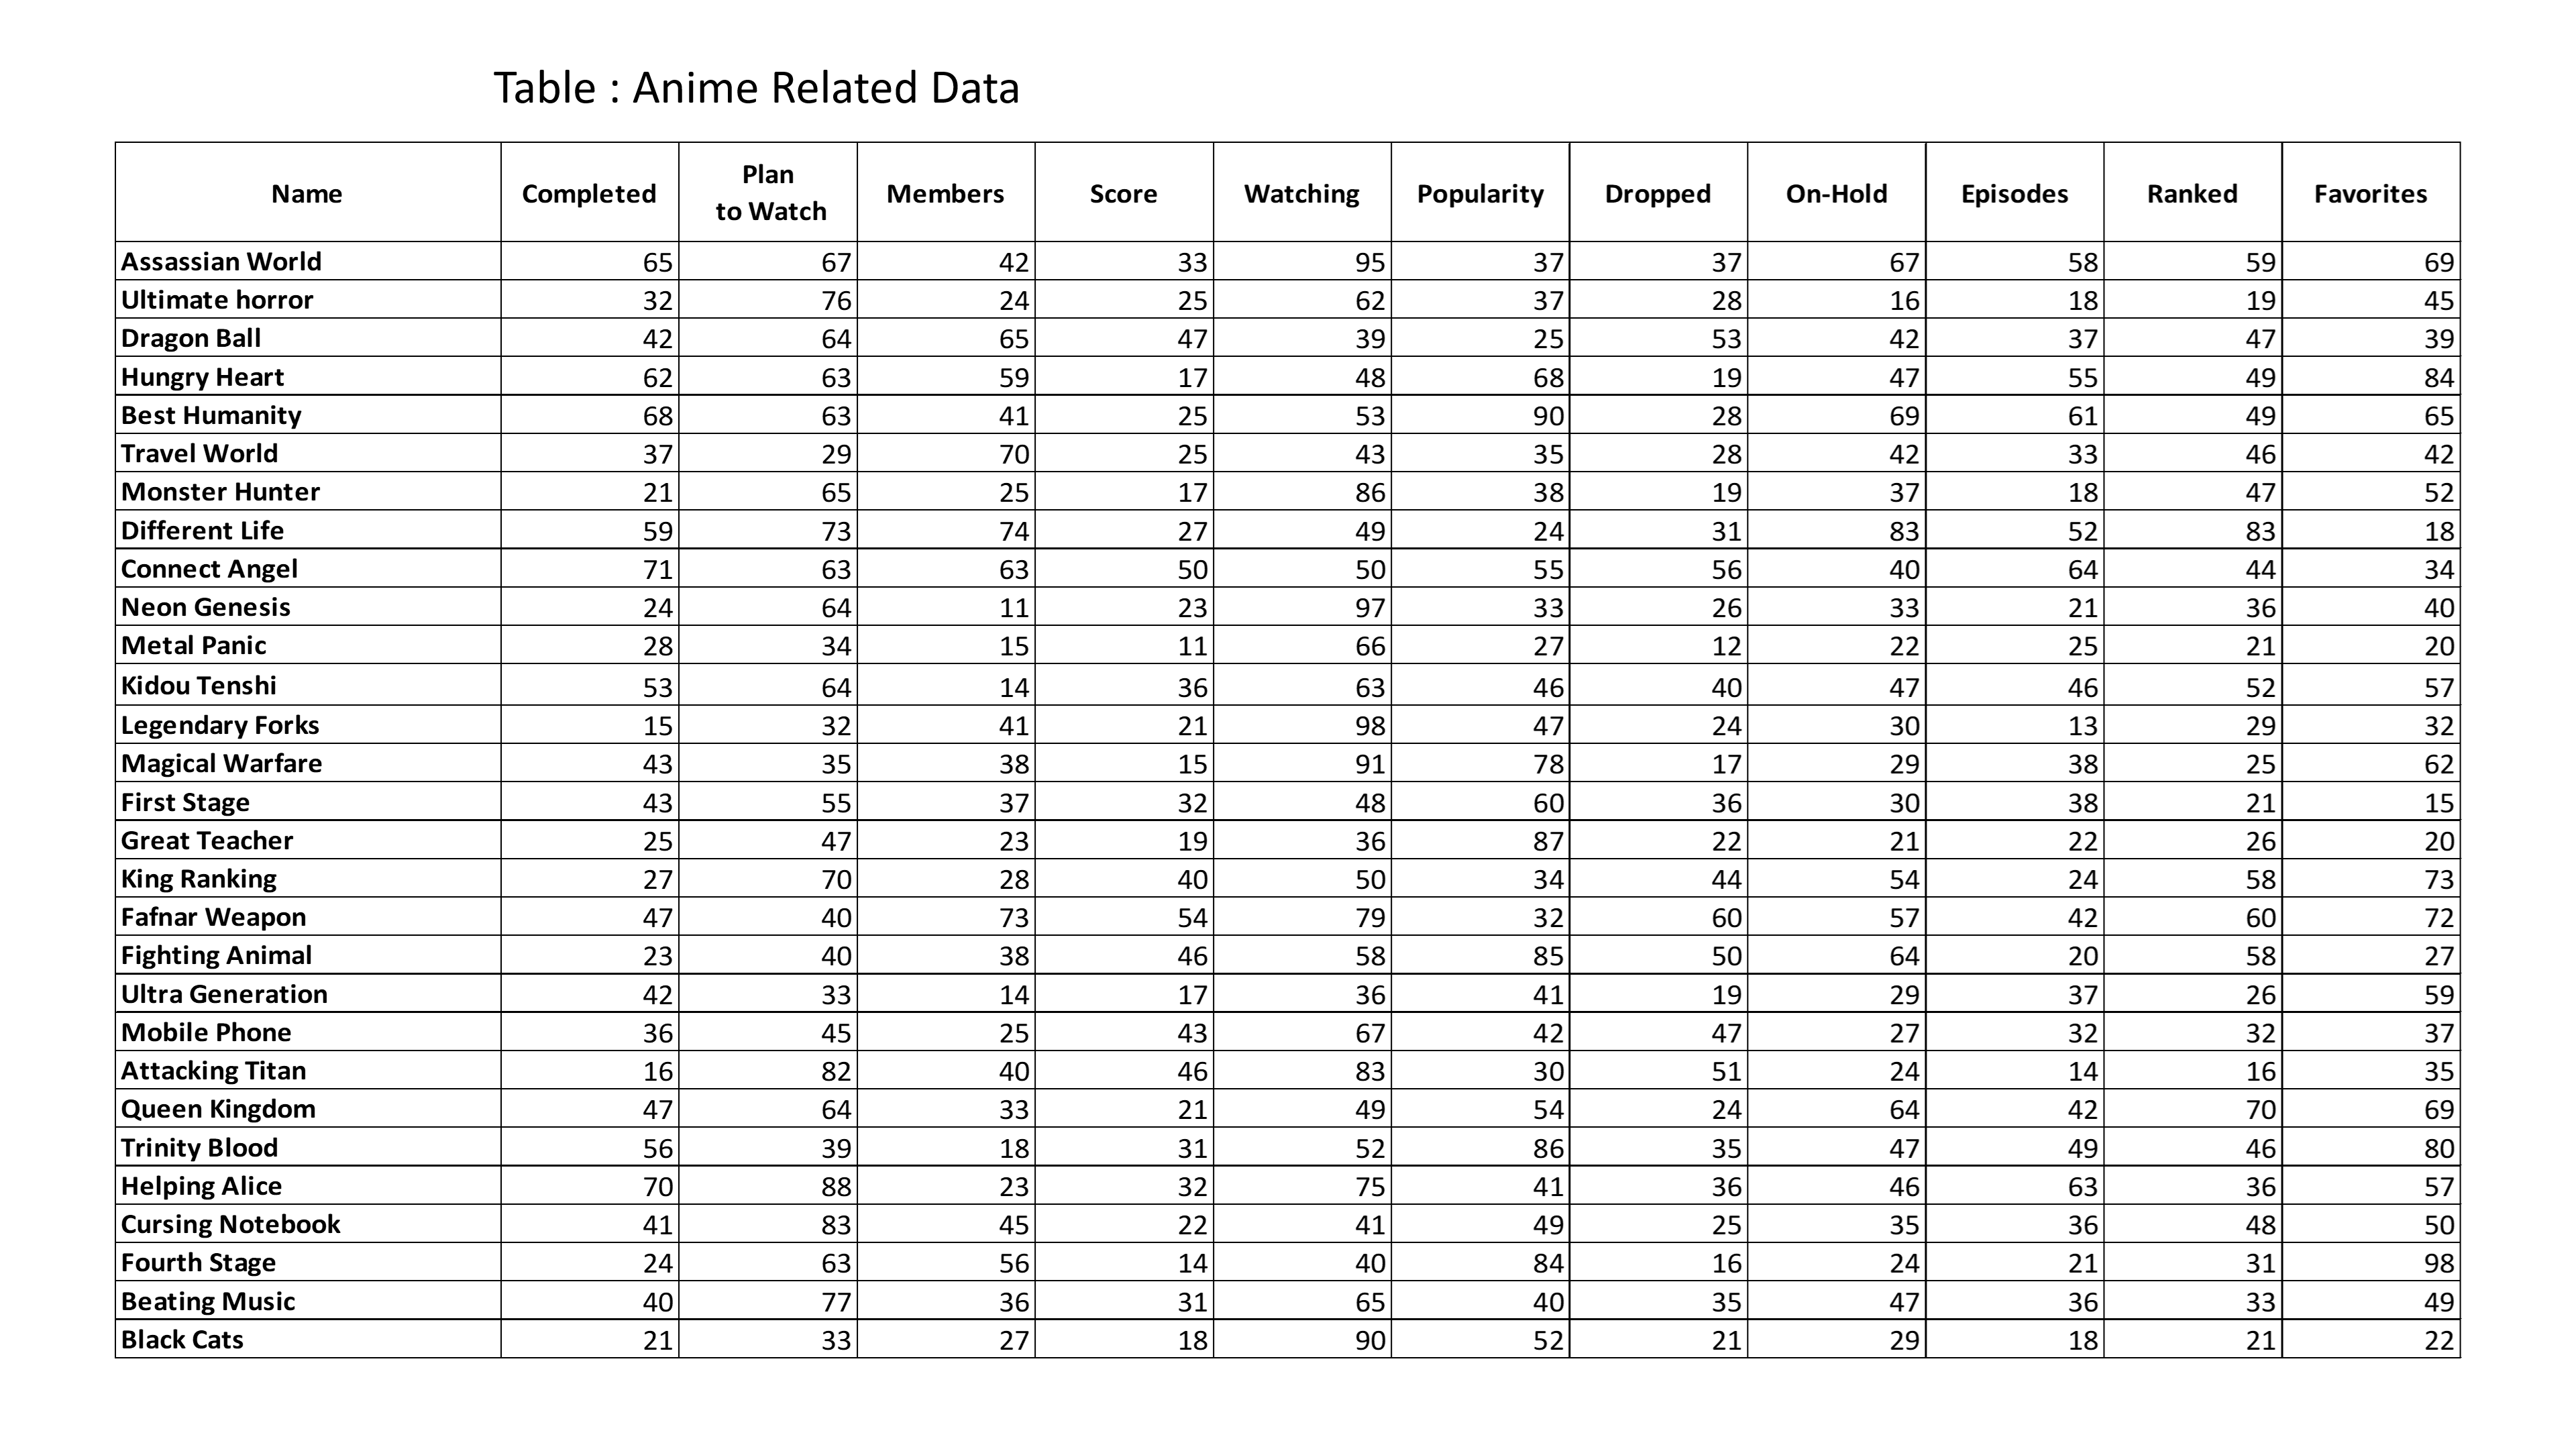 Table : Anime Related Data
Name Completed Plan to Watch Members Score Watching Popularity Dropped On-Hold Episodes Ranked Favorites
Assassian World 65 67 42 33 95 37 37 67 58 59 69
Ultimate horror 32 76 24 25 62 37 28 16 18 19 45
Dragon Ball 42 64 65 47 39 25 53 42 37 47 39
Hungry Heart 62 63 59 17 48 68 19 47 55 49 84
Best Humanity 68 63 41 25 53 90 28 69 61 49 65
Travel World 37 29 70 25 43 35 28 42 33 46 42
Monster Hunter 21 65 25 17 86 38 19 37 18 47 52
Different Life 59 73 74 27 49 24 31 83 52 83 18
Connect Angel 71 63 63 50 50 55 56 40 64 44 34
Neon Genesis 24 64 11 23 97 33 26 33 21 36 40
Metal Panic 28 34 15 11 66 27 12 22 25 21 20
Kidou Tenshi 53 64 14 36 63 46 40 47 46 52 57
Legendary Forks 15 32 41 21 98 47 24 30 13 29 32
Magical Warfare 43 35 38 15 91 78 17 29 38 25 62
First Stage 43 55 37 32 48 60 36 30 38 21 15
Great Teacher 25 47 23 19 36 87 22 21 22 26 20
King Ranking 27 70 28 40 50 34 44 54 24 58 73
Fafnar Weapon 47 40 73 54 79 32 60 57 42 60 72
Fighting Animal 23 40 38 46 58 85 50 64 20 58 27
Ultra Generation 42 33 14 17 36 41 19 29 37 26 59
Mobile Phone 36 45 25 43 67 42 47 27 32 32 37
Attacking Titan 16 82 40 46 83 30 51 24 14 16 35
Queen Kingdom 47 64 33 21 49 54 24 64 42 70 69
Trinity Blood 56 39 18 31 52 86 35 47 49 46 80
Helping Alice 70 88 23 32 75 41 36 46 63 36 57
Cursing Notebook 41 83 45 22 41 49 25 35 36 48 50
Fourth Stage 24 63 56 14 40 84 16 24 21 31 98
Beating Music 40 77 36 31 65 40 35 47 36 33 49
Black Cats 21 33 27 18 90 52 21 29 18 21 22